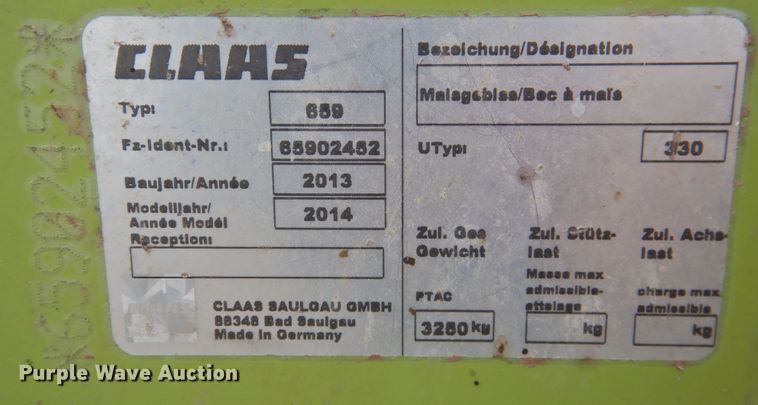 *65902452*
CLAAS
Typ: 659
Fz-Ident-Nr.: 65902452
Baujahr/Année 2013
Modelljahr/
Année Modél 2014
Reception:
CLAAS SAULGAU GMBH
88348 Bad Saulgau
Made in Germany
Bezeichung/Désignation
Maisgebiss/Bec à maïs
UTyp: 330
Zul. Ges Gewicht
PTAC
3250 kg
Zul. Stütz-
last
Masse max
admissible-
attelage
kg
Zul. Achs-
last
charge max
admissible
kg
Purple Wave Auction